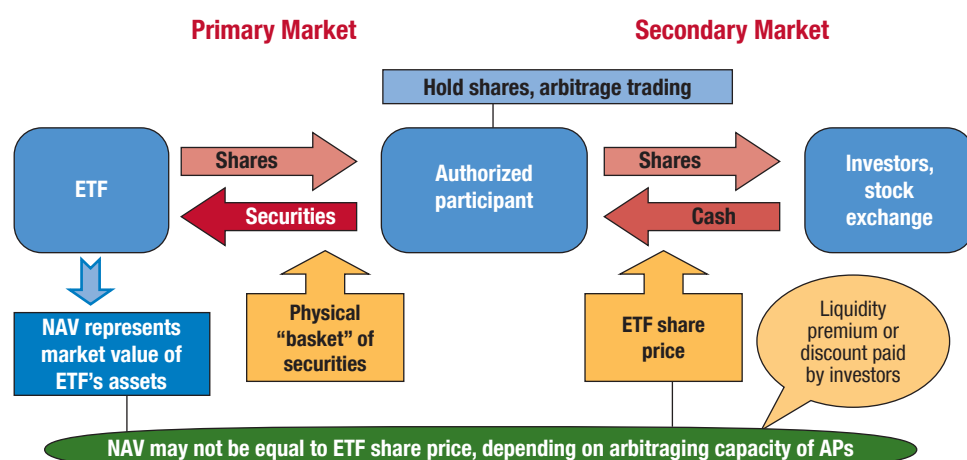 Primary Market
Secondary Market
Hold shares, arbitrage trading
ETF
Shares
Securities
Authorized
participant
Shares
Cash
Investors,
stock
exchange
NAV represents
market value of
ETF's assets
Physical
“basket” of
securities
ETF share
price
Liquidity
premium or
discount paid
by investors
NAV may not be equal to ETF share price, depending on arbitraging capacity of APs